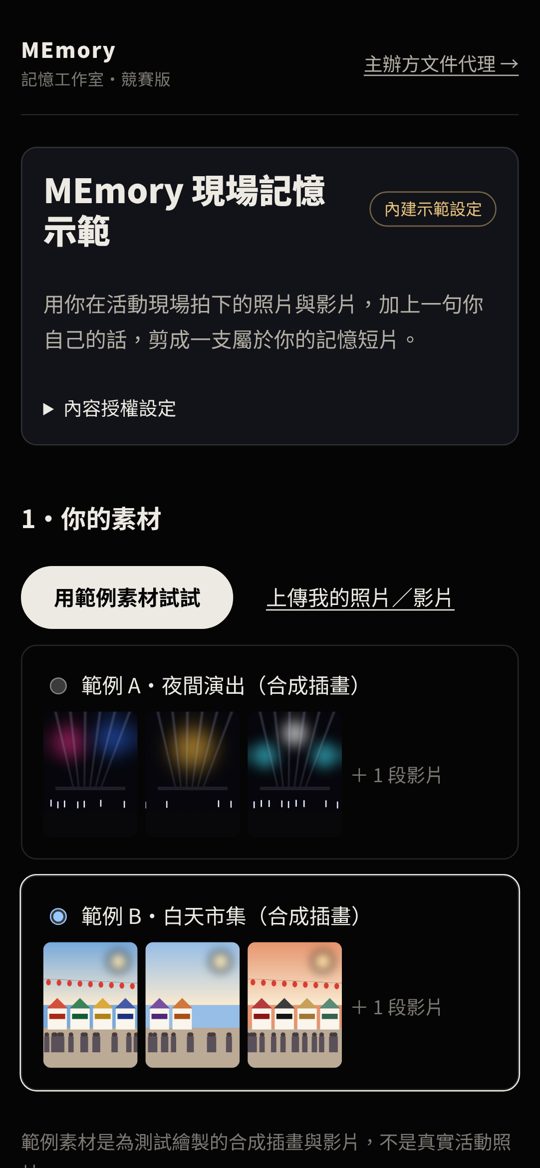 MEmory
記憶工作室・競賽版
主辦方文件代理 →
MEmory 現場記憶
示範
內建示範設定
用你在活動現場拍下的照片與影片，加上一句你
自己的話，剪成一支屬於你的記憶短片。
▶ 內容授權設定
1・你的素材
用範例素材試試
上傳我的照片／影片
範例 A・夜間演出（合成插畫）
＋ 1 段影片
範例 B・白天市集（合成插畫）
＋ 1 段影片
範例素材是為測試繪製的合成插畫與影片，不是真實活動照